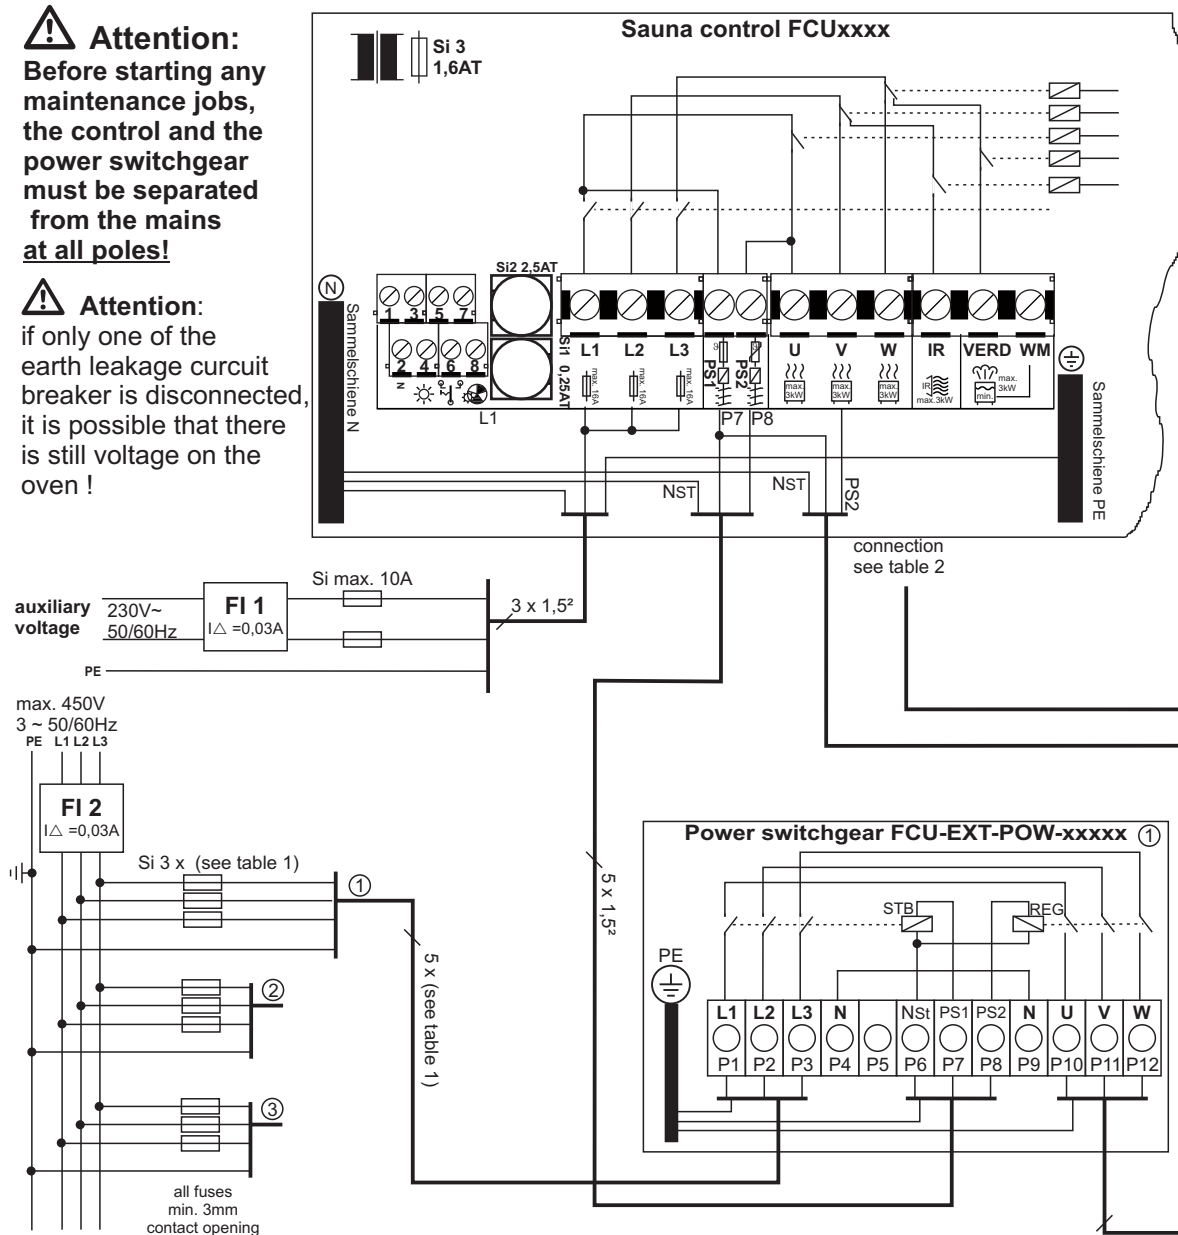 Attention:
Before starting any
maintenance jobs,
the control and the
power switchgear
must be separated
from the mains
at all poles!
Attention:
if only one of the
earth leakage curcuit
breaker is disconnected,
it is possible that there
is still voltage on the
oven !
Sauna control FCUxxxx
Si 3
1,6AT
N
Sammelschiene N
1 3 5 7
2 4 6 8
N
L1
Si2 2,5AT
Si1 0,25AT
L1 L2 L3
max. 16A
max. 16A
max. 16A
PS1 PS2
P7 P8
U V W
max. 3kW
max. 3kW
max. 3kW
IR VERD WM
IR
max.3kW
min.
max. 3kW
Sammelschiene PE
NST NST PS2
connection
see table 2
auxiliary
voltage
230V~
50/60Hz
FI 1
I△ =0,03A
Si max. 10A
3 x 1,5²
PE
max. 450V
3 ~ 50/60Hz
PE L1 L2 L3
FI 2
I△ =0,03A
Si 3 x (see table 1)
①
②
③
5 x (see table 1)
5 x 1,5²
all fuses
min. 3mm
contact opening
Power switchgear FCU-EXT-POW-xxxxx ①
STB REG
PE
L1 L2 L3 N NSt PS1 PS2 N U V W
P1 P2 P3 P4 P5 P6 P7 P8 P9 P10 P11 P12